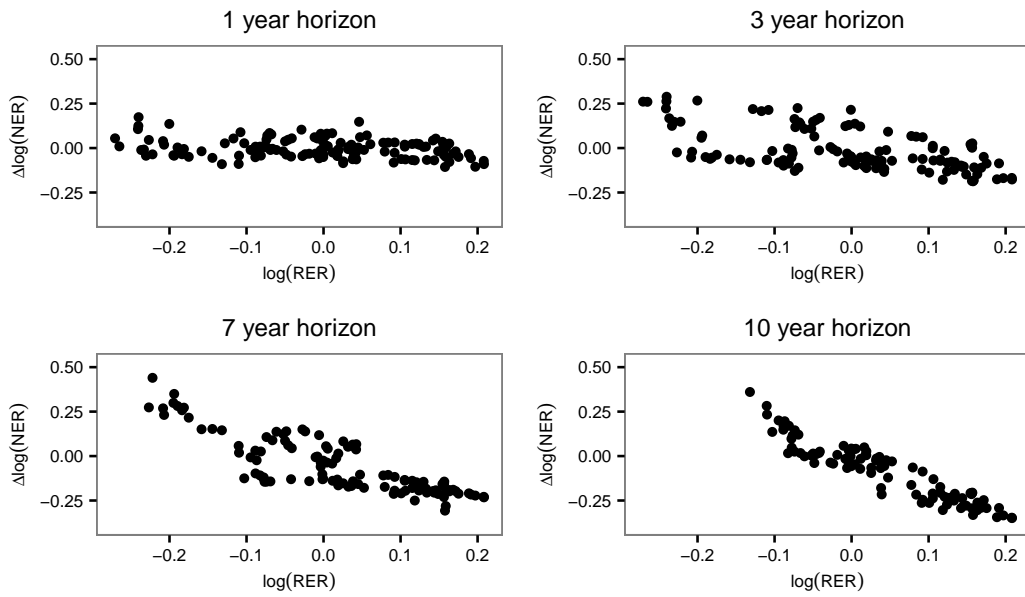 1 year horizon
0.50
0.25
0.00
−0.25
Δlog(NER)
−0.2 −0.1 0.0 0.1 0.2
log(RER)
3 year horizon
0.50
0.25
0.00
−0.25
Δlog(NER)
−0.2 −0.1 0.0 0.1 0.2
log(RER)
7 year horizon
0.50
0.25
0.00
−0.25
Δlog(NER)
−0.2 −0.1 0.0 0.1 0.2
log(RER)
10 year horizon
0.50
0.25
0.00
−0.25
Δlog(NER)
−0.2 −0.1 0.0 0.1 0.2
log(RER)